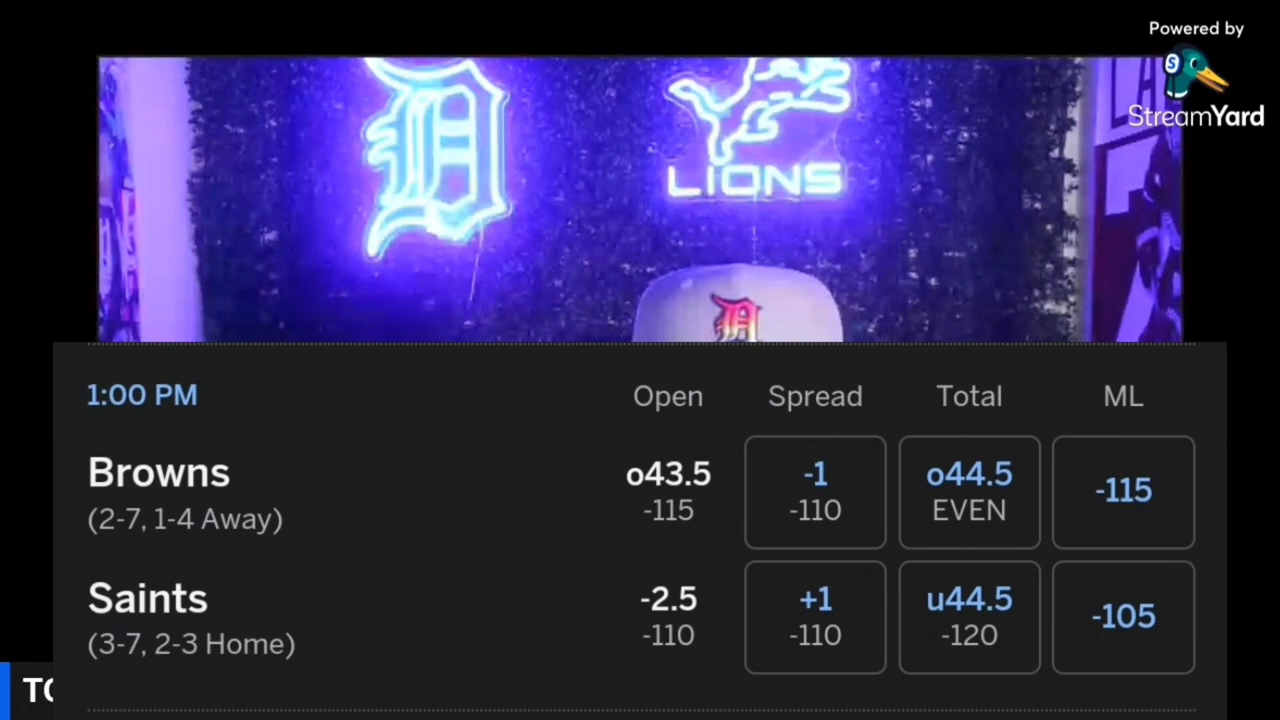 Powered by
StreamYard
D
LIONS
D
1:00 PM Open Spread Total ML
Browns o43.5 -1 o44.5 -115
(2-7, 1-4 Away) -115 -110 EVEN
Saints -2.5 +1 u44.5 -105
(3-7, 2-3 Home) -110 -110 -120